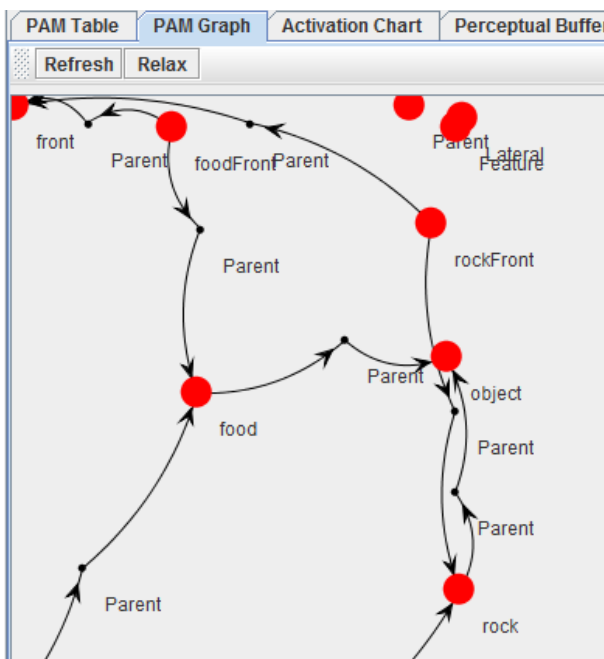 PAM Table PAM Graph Activation Chart Perceptual Buffe
Refresh Relax
front
Parent
foodFront
Parent
Parent
Lateral
Feature
Parent
rockFront
Parent
object
food
Parent
Parent
Parent
rock